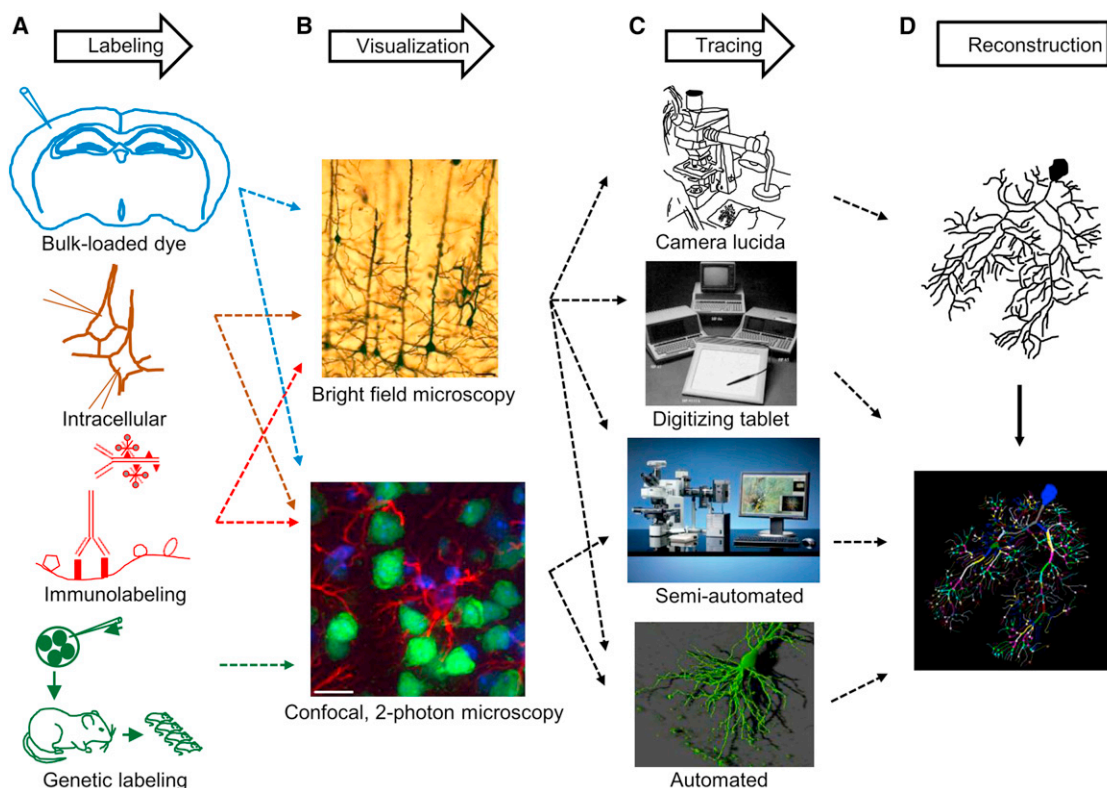 A
Labeling
B
Visualization
C
Tracing
D
Reconstruction
Bulk-loaded dye
Intracellular
Immunolabeling
Genetic labeling
Bright field microscopy
Confocal, 2-photon microscopy
Camera lucida
Digitizing tablet
Semi-automated
Automated